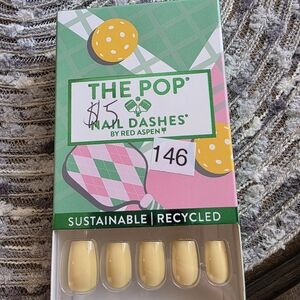 THE POP®
$15
NAIL DASHES®
BY RED ASPEN
146
SUSTAINABLE | RECYCLED